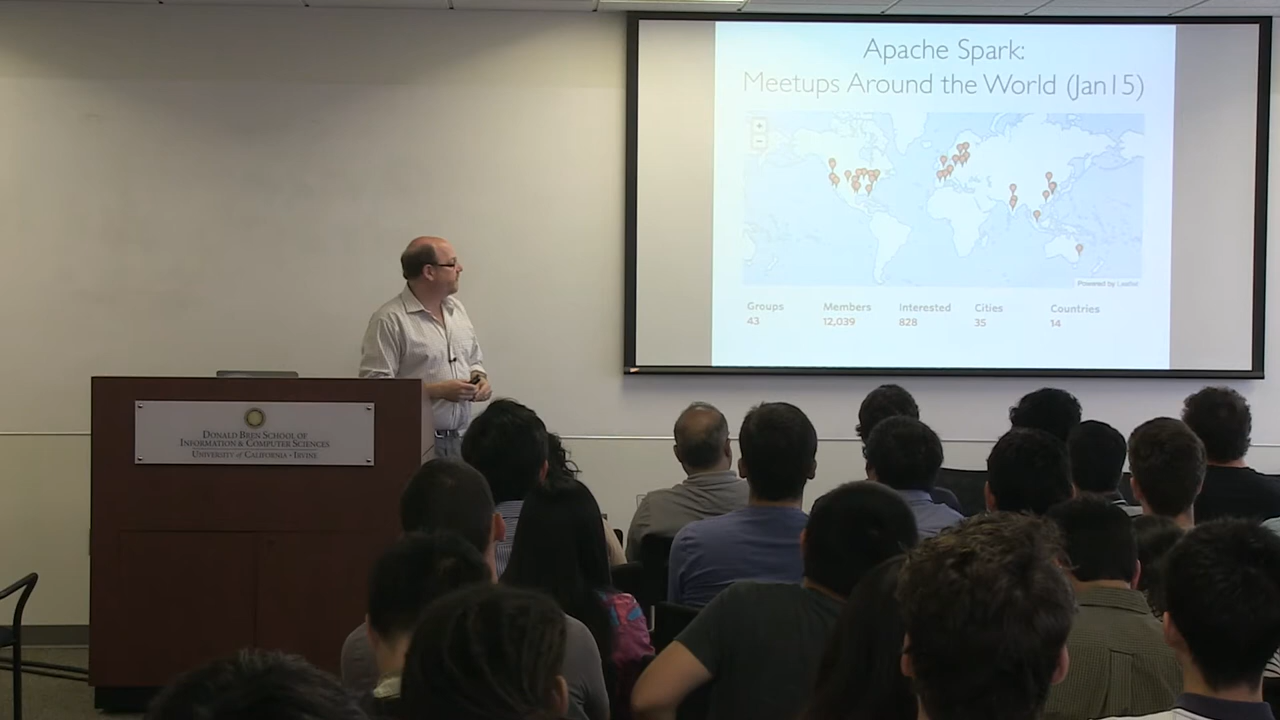 Apache Spark:
Meetups Around the World (Jan15)
+
−
Powered by Leaflet
Groups Members Interested Cities Countries
43 12,039 828 35 14
DONALD BREN SCHOOL OF
INFORMATION & COMPUTER SCIENCES
UNIVERSITY of CALIFORNIA • IRVINE